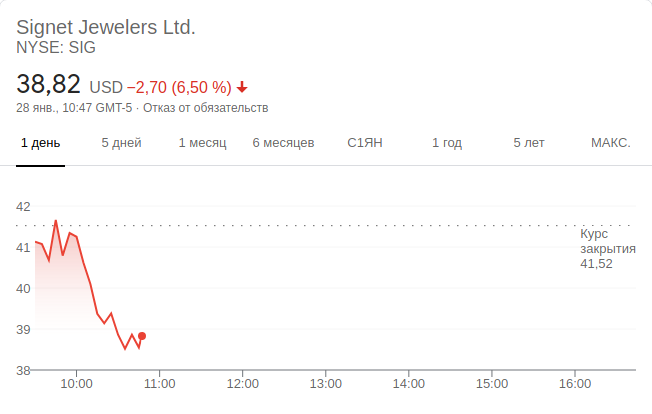 Signet Jewelers Ltd.
NYSE: SIG
38,82 USD −2,70 (6,50 %)
28 янв., 10:47 GMT-5 · Отказ от обязательств
1 день 5 дней 1 месяц 6 месяцев С1ЯН 1 год 5 лет МАКС.
42
Курс
закрытия
41,52
41
40
39
38
10:00 11:00 12:00 13:00 14:00 15:00 16:00